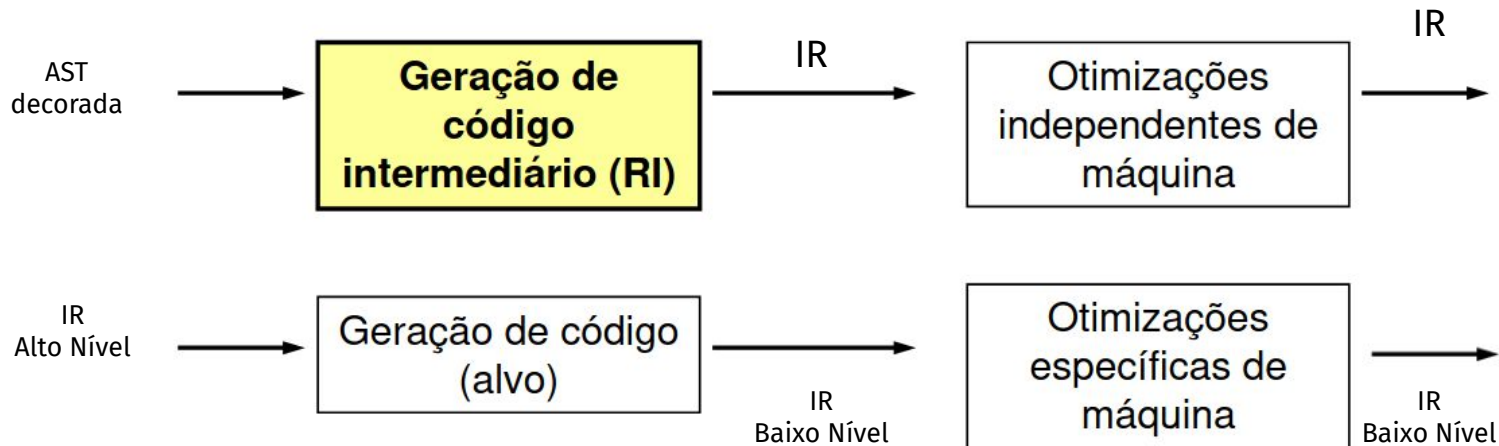 AST
decorada
Geração de
código
intermediário (RI)
IR
Otimizações
independentes de
máquina
IR
IR
Alto Nível
Geração de código
(alvo)
IR
Baixo Nível
Otimizações
específicas de
máquina
IR
Baixo Nível